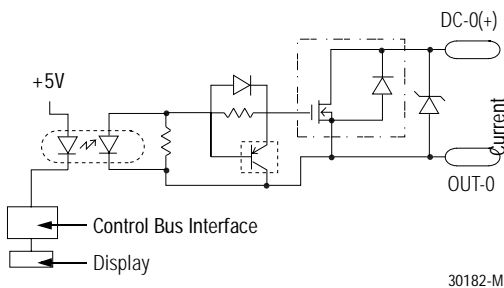 DC-0(+)
+5V
Current
OUT-0
Control Bus Interface
Display
30182-M